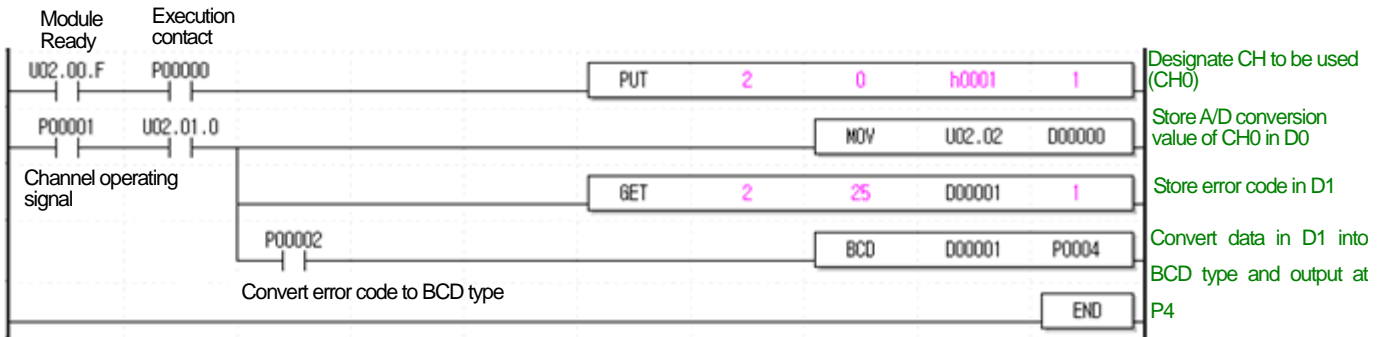 Module
Ready
Execution
contact
U02.00.F P00000
PUT 2 0 h0001 1
Designate CH to be used
(CH0)
P00001 U02.01.0
MOV U02.02 D00000
Store A/D conversion
value of CH0 in D0
Channel operating
signal
GET 2 25 D00001 1
Store error code in D1
P00002
BCD D00001 P0004
Convert data in D1 into
BCD type and output at
P4
Convert error code to BCD type
END